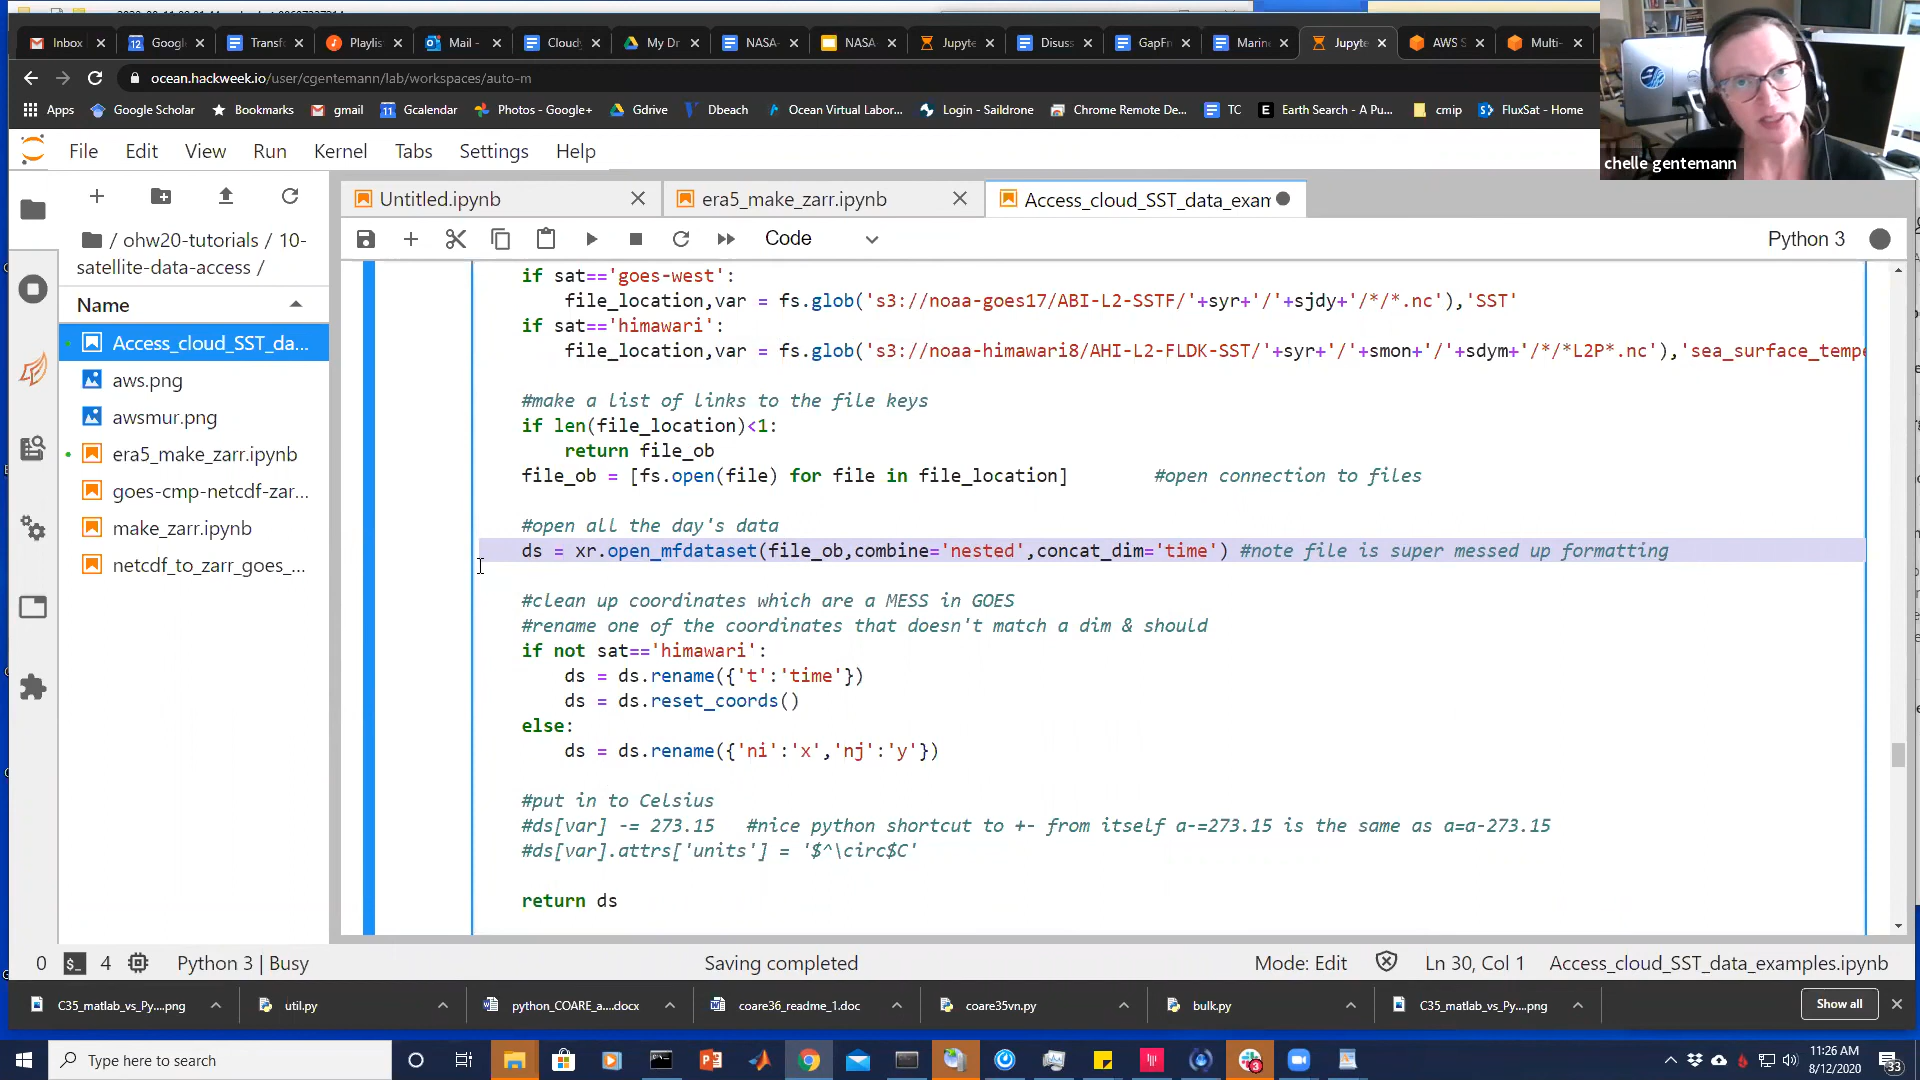 Inbox
Google
Transf
Playlis
Mail -
Cloudy
My Dr
NASA-
NASA
Jupyte
Disuss
GapFr
Marine
Jupyte
AWS S
Multi-
ocean.hackweek.io/user/cgentemann/lab/workspaces/auto-m
Apps
Google Scholar
Bookmarks
gmail
Gcalendar
Photos - Google+
Gdrive
Dbeach
Ocean Virtual Labor...
Login - Saildrone
Chrome Remote De...
TC
Earth Search - A Pu...
cmip
FluxSat - Home
chelle gentemann
File Edit View Run Kernel Tabs Settings Help
Untitled.ipynb
era5_make_zarr.ipynb
Access_cloud_SST_data_exam
Code
Python 3
/ ohw20-tutorials / 10-
satellite-data-access /
Name
Access_cloud_SST_da...
aws.png
awsmur.png
era5_make_zarr.ipynb
goes-cmp-netcdf-zar...
make_zarr.ipynb
netcdf_to_zarr_goes_...
if sat=='goes-west':
file_location,var = fs.glob('s3://noaa-goes17/ABI-L2-SSTF/'+syr+'/'+sjdy+'/*/*.nc'),'SST'
if sat=='himawari':
file_location,var = fs.glob('s3://noaa-himawari8/AHI-L2-FLDK-SST/'+syr+'/'+smon+'/'+sdym+'/*/*L2P*.nc'),'sea_surface_tempe
#make a list of links to the file keys
if len(file_location)<1:
return file_ob
file_ob = [fs.open(file) for file in file_location] #open connection to files
#open all the day's data
ds = xr.open_mfdataset(file_ob,combine='nested',concat_dim='time') #note file is super messed up formatting
#clean up coordinates which are a MESS in GOES
#rename one of the coordinates that doesn't match a dim & should
if not sat=='himawari':
ds = ds.rename({'t':'time'})
ds = ds.reset_coords()
else:
ds = ds.rename({'ni':'x','nj':'y'})
#put in to Celsius
#ds[var] -= 273.15 #nice python shortcut to +- from itself a-=273.15 is the same as a=a-273.15
#ds[var].attrs['units'] = '$^\circ$C'
return ds
0
4
Python 3 | Busy
Saving completed
Mode: Edit
Ln 30, Col 1
Access_cloud_SST_data_examples.ipynb
C35_matlab_vs_Py....png
util.py
python_COARE_a....docx
coare36_readme_1.doc
coare35vn.py
bulk.py
C35_matlab_vs_Py....png
Show all
Type here to search
11:26 AM
8/12/2020
33